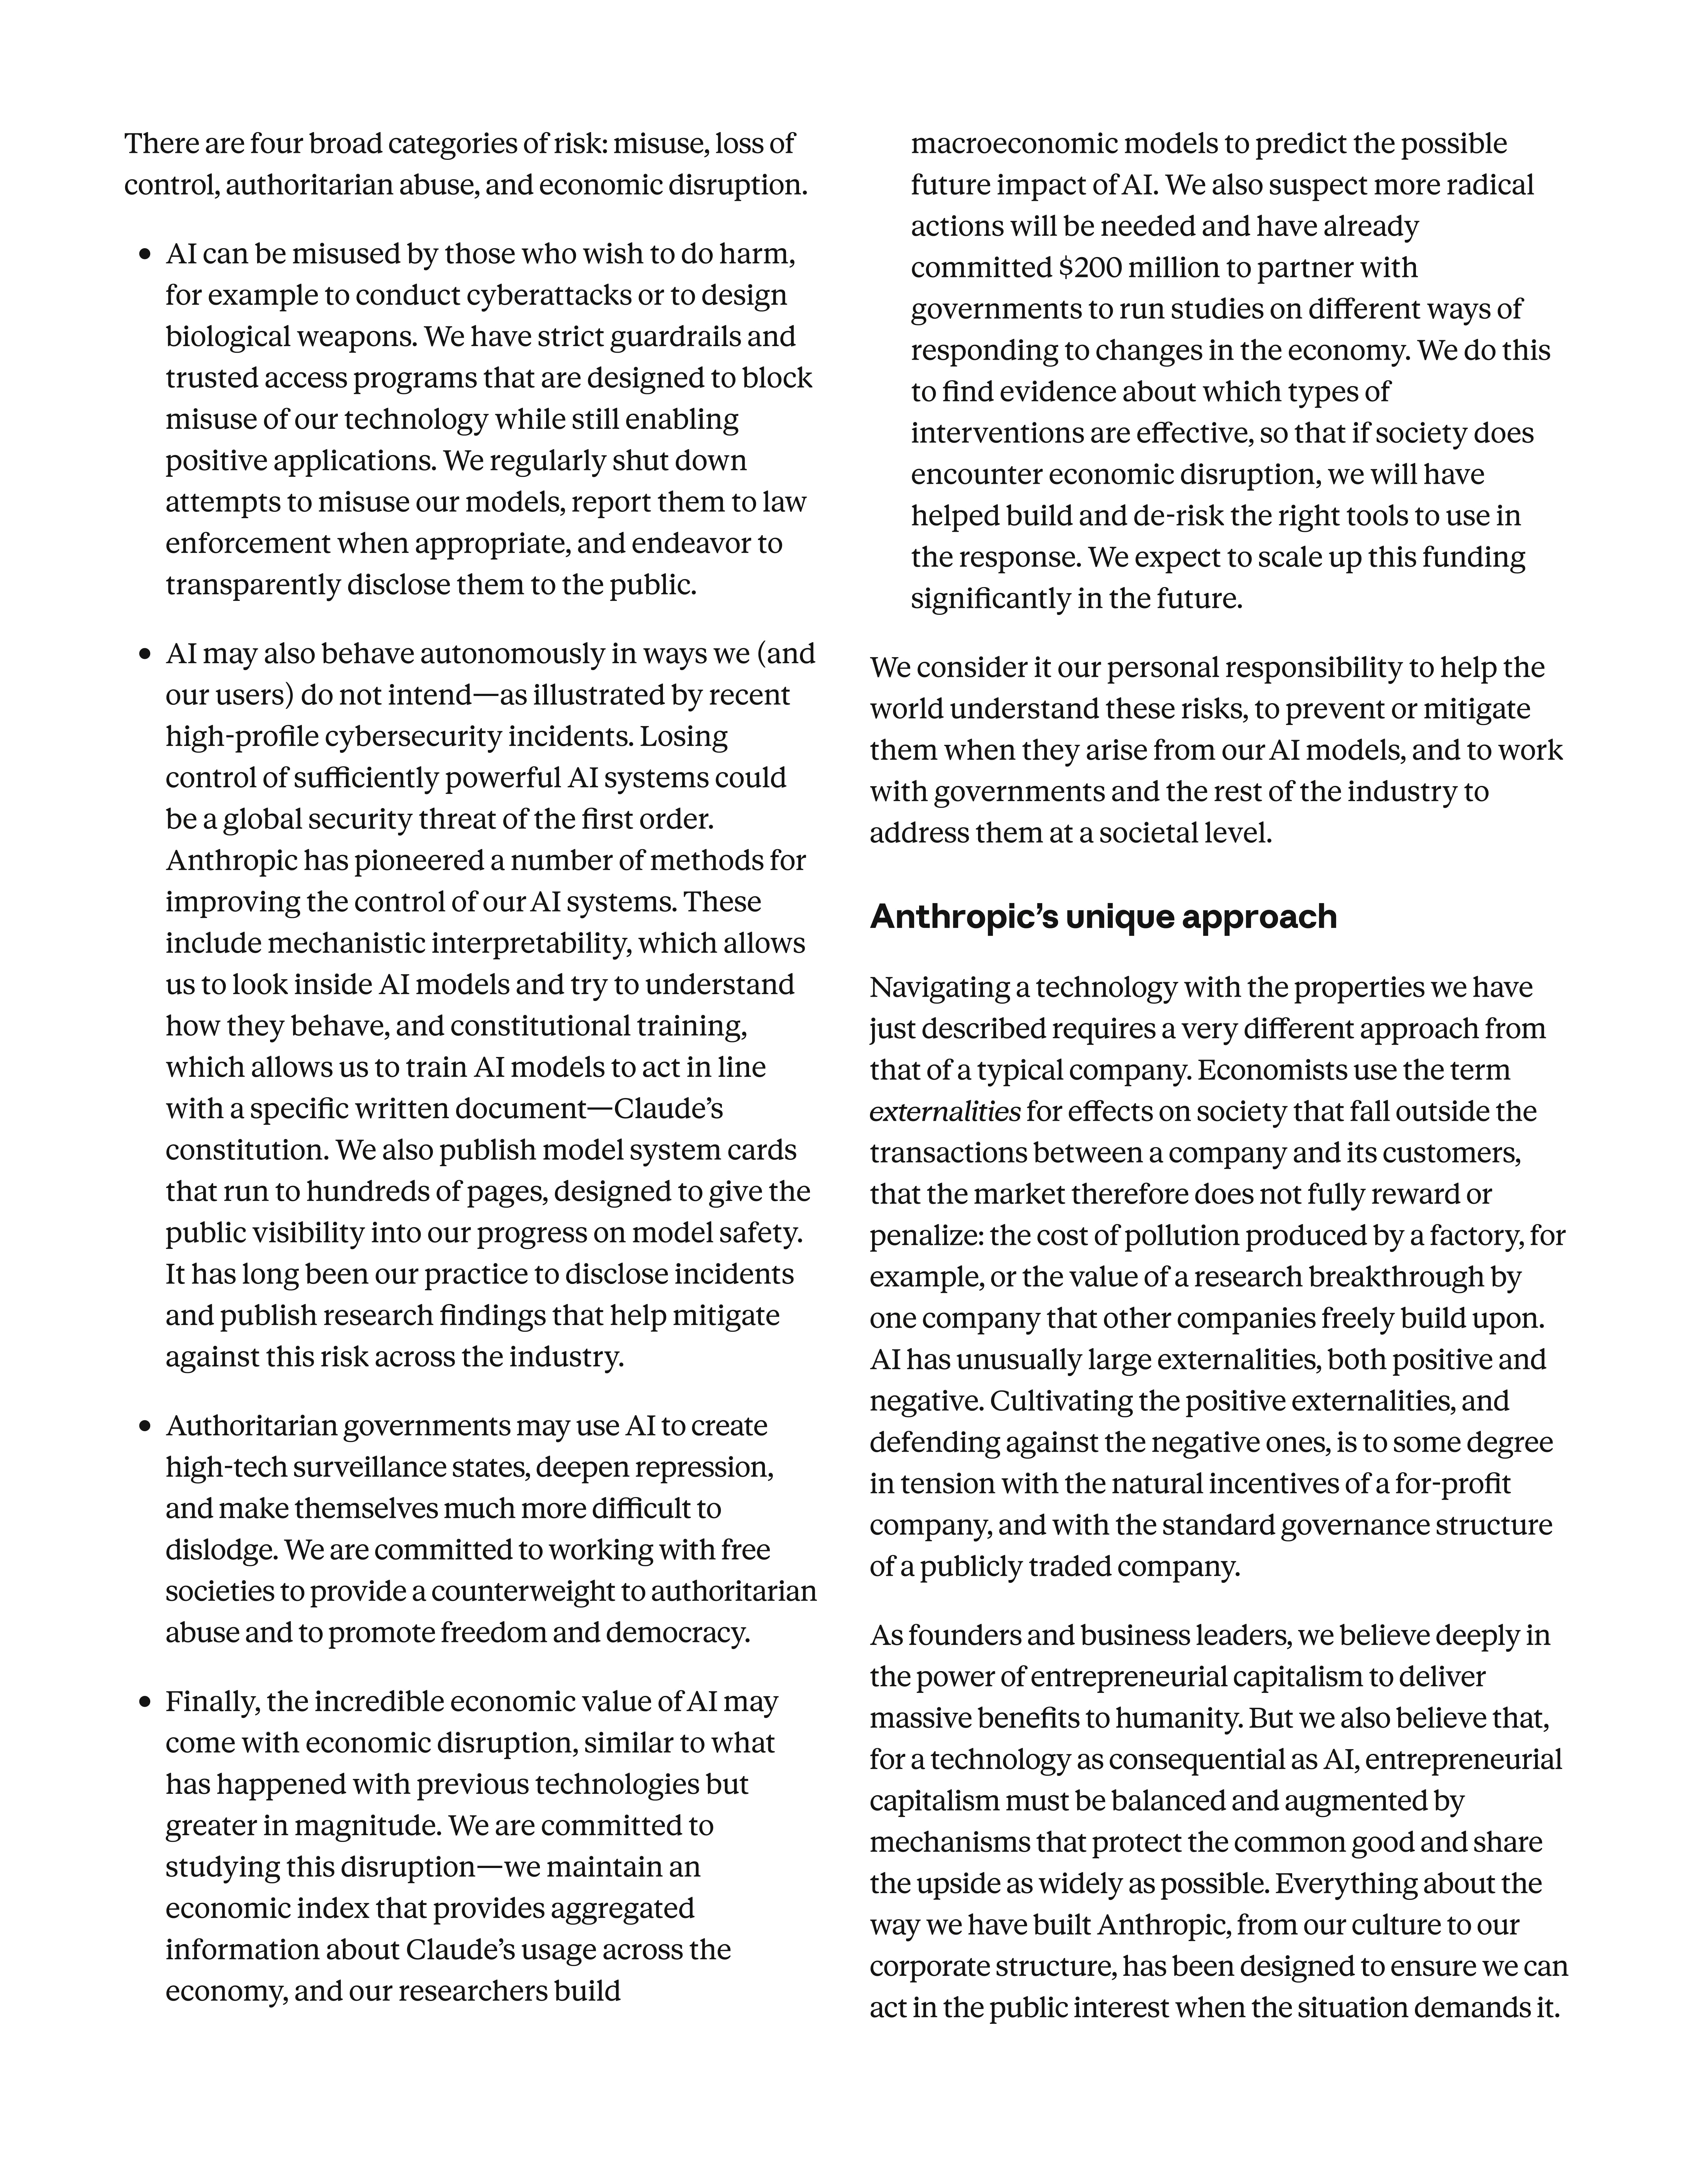 There are four broad categories of risk: misuse, loss of
control, authoritarian abuse, and economic disruption.
• AI can be misused by those who wish to do harm,
for example to conduct cyberattacks or to design
biological weapons. We have strict guardrails and
trusted access programs that are designed to block
misuse of our technology while still enabling
positive applications. We regularly shut down
attempts to misuse our models, report them to law
enforcement when appropriate, and endeavor to
transparently disclose them to the public.
• AI may also behave autonomously in ways we (and
our users) do not intend—as illustrated by recent
high-profile cybersecurity incidents. Losing
control of sufficiently powerful AI systems could
be a global security threat of the first order.
Anthropic has pioneered a number of methods for
improving the control of our AI systems. These
include mechanistic interpretability, which allows
us to look inside AI models and try to understand
how they behave, and constitutional training,
which allows us to train AI models to act in line
with a specific written document—Claude’s
constitution. We also publish model system cards
that run to hundreds of pages, designed to give the
public visibility into our progress on model safety.
It has long been our practice to disclose incidents
and publish research findings that help mitigate
against this risk across the industry.
• Authoritarian governments may use AI to create
high-tech surveillance states, deepen repression,
and make themselves much more difficult to
dislodge. We are committed to working with free
societies to provide a counterweight to authoritarian
abuse and to promote freedom and democracy.
• Finally, the incredible economic value of AI may
come with economic disruption, similar to what
has happened with previous technologies but
greater in magnitude. We are committed to
studying this disruption—we maintain an
economic index that provides aggregated
information about Claude’s usage across the
economy, and our researchers build
macroeconomic models to predict the possible
future impact of AI. We also suspect more radical
actions will be needed and have already
committed $200 million to partner with
governments to run studies on different ways of
responding to changes in the economy. We do this
to find evidence about which types of
interventions are effective, so that if society does
encounter economic disruption, we will have
helped build and de-risk the right tools to use in
the response. We expect to scale up this funding
significantly in the future.
We consider it our personal responsibility to help the
world understand these risks, to prevent or mitigate
them when they arise from our AI models, and to work
with governments and the rest of the industry to
address them at a societal level.
Anthropic’s unique approach
Navigating a technology with the properties we have
just described requires a very different approach from
that of a typical company. Economists use the term
externalities for effects on society that fall outside the
transactions between a company and its customers,
that the market therefore does not fully reward or
penalize: the cost of pollution produced by a factory, for
example, or the value of a research breakthrough by
one company that other companies freely build upon.
AI has unusually large externalities, both positive and
negative. Cultivating the positive externalities, and
defending against the negative ones, is to some degree
in tension with the natural incentives of a for-profit
company, and with the standard governance structure
of a publicly traded company.
As founders and business leaders, we believe deeply in
the power of entrepreneurial capitalism to deliver
massive benefits to humanity. But we also believe that,
for a technology as consequential as AI, entrepreneurial
capitalism must be balanced and augmented by
mechanisms that protect the common good and share
the upside as widely as possible. Everything about the
way we have built Anthropic, from our culture to our
corporate structure, has been designed to ensure we can
act in the public interest when the situation demands it.